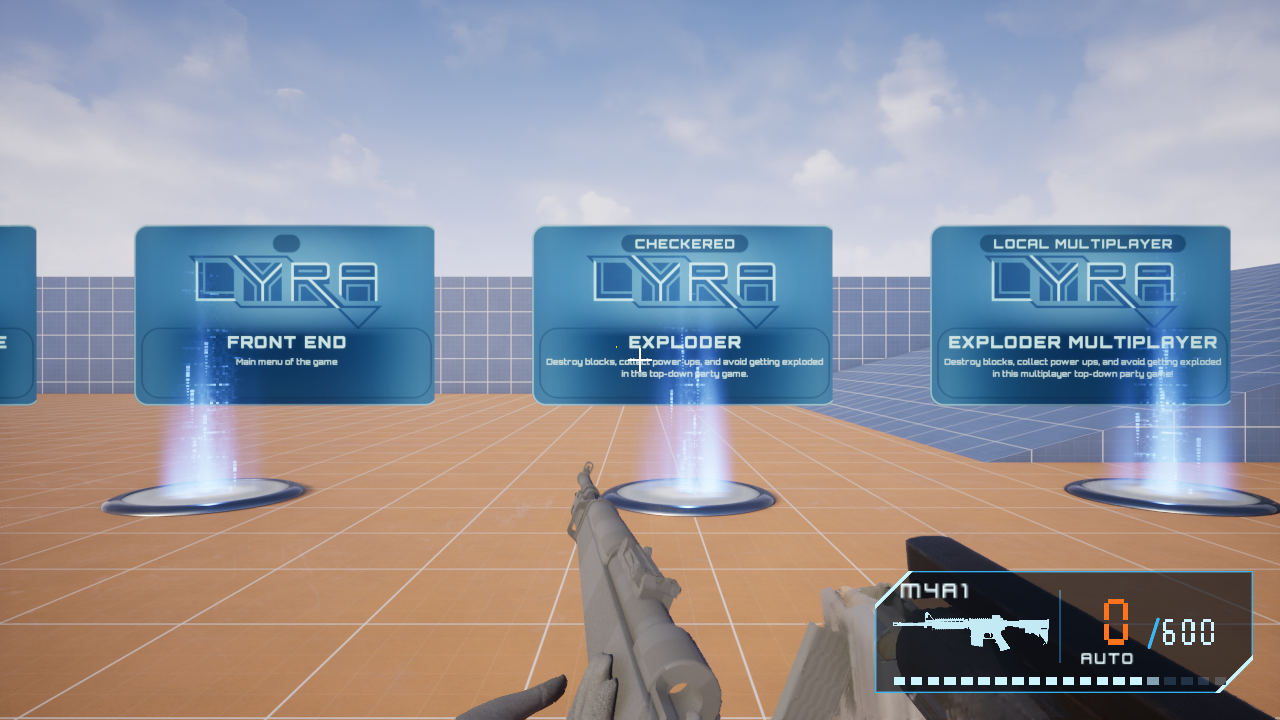 E
LYRA
FRONT END
Main menu of the game
CHECKERED
LYRA
EXPLODER
Destroy blocks, collect power ups, and avoid getting exploded
in this top-down party game.
LOCAL MULTIPLAYER
LYRA
EXPLODER MULTIPLAYER
Destroy blocks, collect power ups, and avoid getting exploded
in this multiplayer top-down party game!
M4A1
0 /600
AUTO